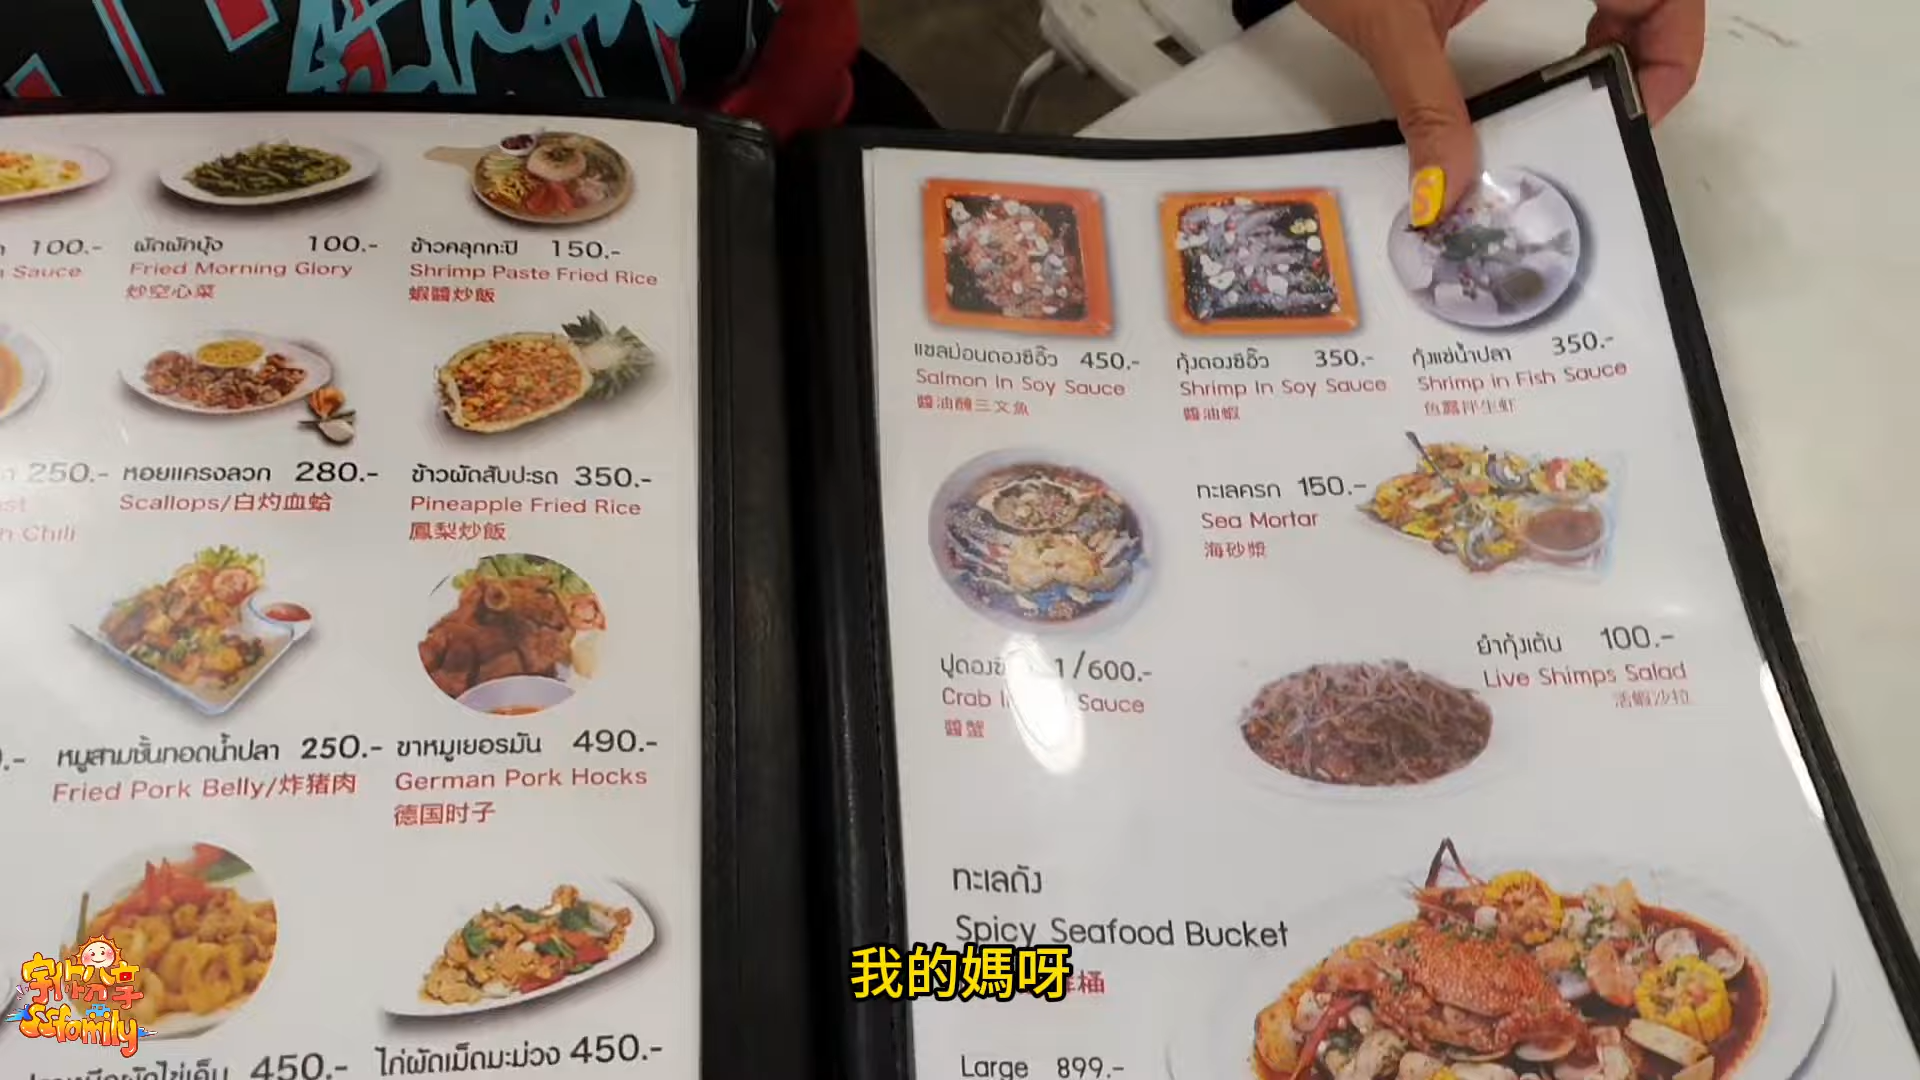 100.-
Sauce
ผักผักบุ้ง 100.-
Fried Morning Glory
炒空心菜
ข้าวคลุกกะปิ 150.-
Shrimp Paste Fried Rice
蝦醬炒飯
250.-
Chili
หอยแครงลวก 280.-
Scallops/白灼血蛤
ข้าวผัดสับปะรด 350.-
Pineapple Fried Rice
鳳梨炒飯
หมูสามชั้นทอดน้ำปลา 250.-
Fried Pork Belly/炸猪肉
ขาหมูเยอรมัน 490.-
German Pork Hocks
德国时子
450.-
ไก่ผัดเม็ดมะม่วง 450.-
แซลม่อนดองซีอิ๊ว 450.-
Salmon In Soy Sauce
醬油醃三文魚
กุ้งดองซีอิ๊ว 350.-
Shrimp In Soy Sauce
醬油蝦
กุ้งแช่น้ำปลา 350.-
Shrimp in Fish Sauce
魚露拌生虾
ทะเลครก 150.-
Sea Mortar
海砂漿
1/600.-
Crab Sauce
醬蟹
ยำกุ้งเต้น 100.-
Live Shimps Salad
活蝦沙拉
ทะเลถัง
Spicy Seafood Bucket
桶
Large 899.-
我的媽呀
SSfamily